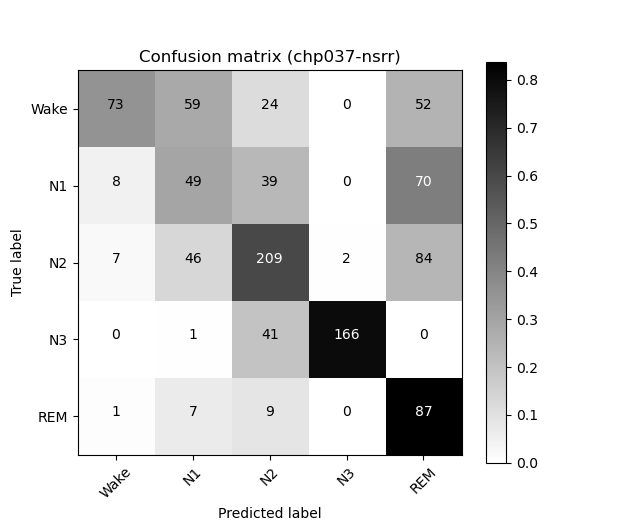 Confusion matrix (chp037-nsrr)
Wake 73 59 24 0 52
N1 8 49 39 0 70
N2 7 46 209 2 84
N3 0 1 41 166 0
REM 1 7 9 0 87
Wake N1 N2 N3 REM
Predicted label
True label
0.8
0.7
0.6
0.5
0.4
0.3
0.2
0.1
0.0